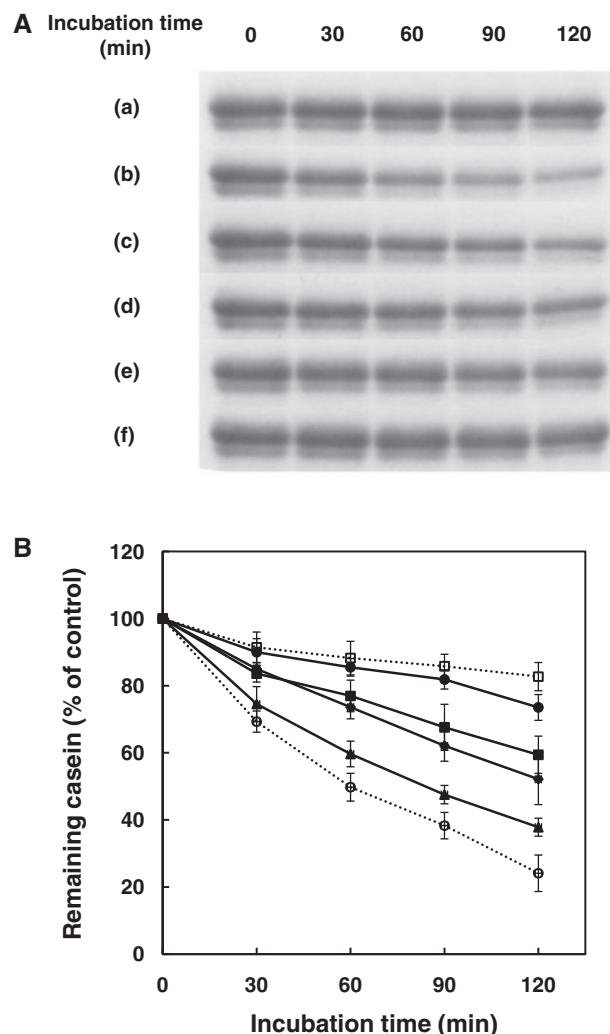 A Incubation time (min) 0 30 60 90 120
(a)
(b)
(c)
(d)
(e)
(f)
B
Remaining casein (% of control)
120
100
80
60
40
20
0
0 30 60 90 120
Incubation time (min)